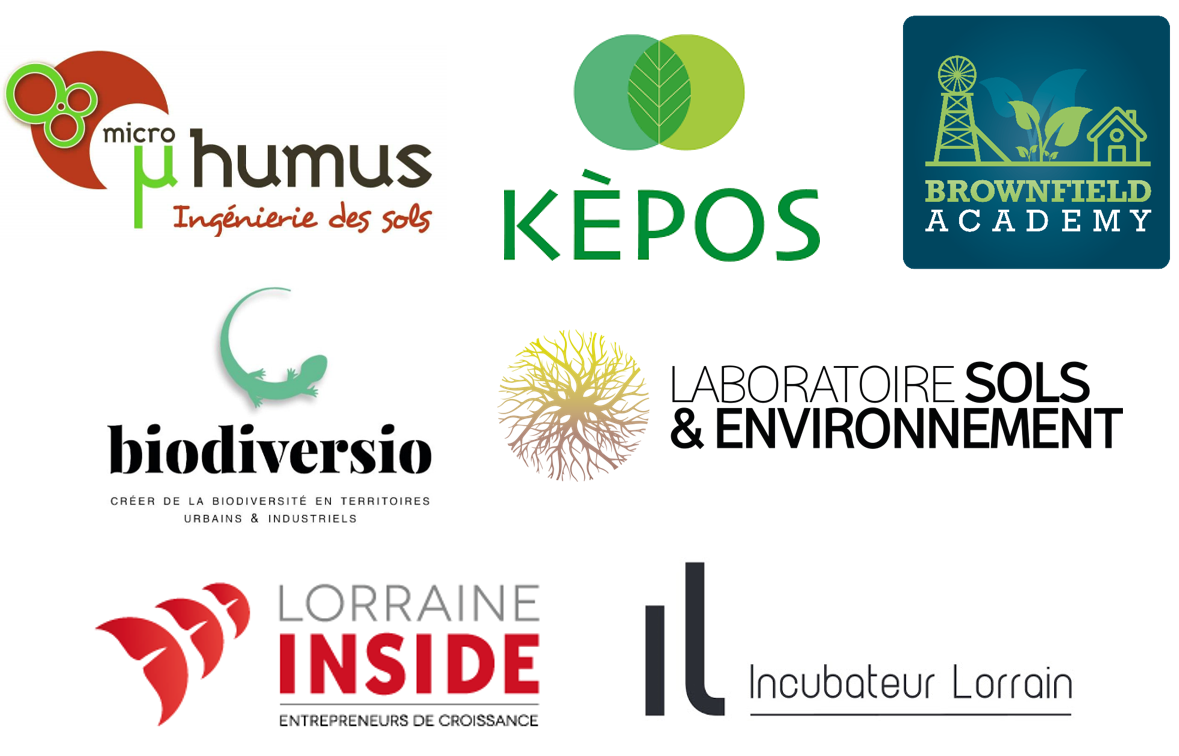 micro
µ humus
Ingénierie des sols
KÈPOS
BROWNFIELD
ACADEMY
biodiversio
CRÉER DE LA BIODIVERSITÉ EN TERRITOIRES
URBAINS & INDUSTRIELS
LABORATOIRE SOLS
& ENVIRONNEMENT
LORRAINE
INSIDE
ENTREPRENEURS DE CROISSANCE
IL
Incubateur Lorrain